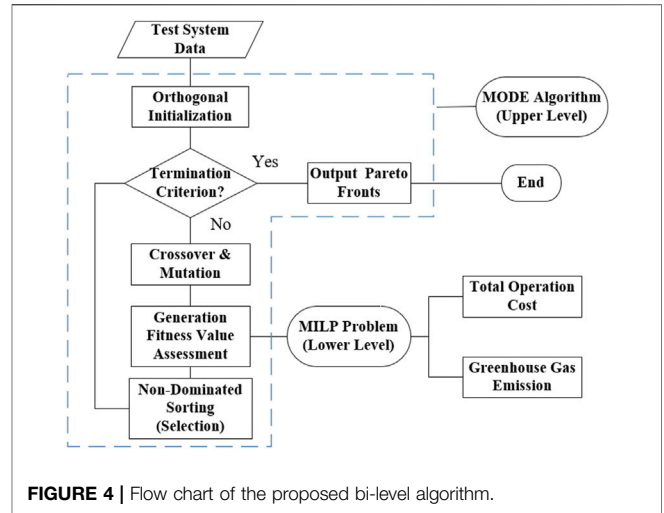 Test System
Data
Orthogonal
Initialization
MODE Algorithm
(Upper Level)
Termination
Criterion?
Yes
Output Pareto
Fronts
End
No
Crossover &
Mutation
Generation
Fitness Value
Assessment
MILP Problem
(Lower Level)
Total Operation
Cost
Greenhouse Gas
Emission
Non-Dominated
Sorting
(Selection)
FIGURE 4 | Flow chart of the proposed bi-level algorithm.